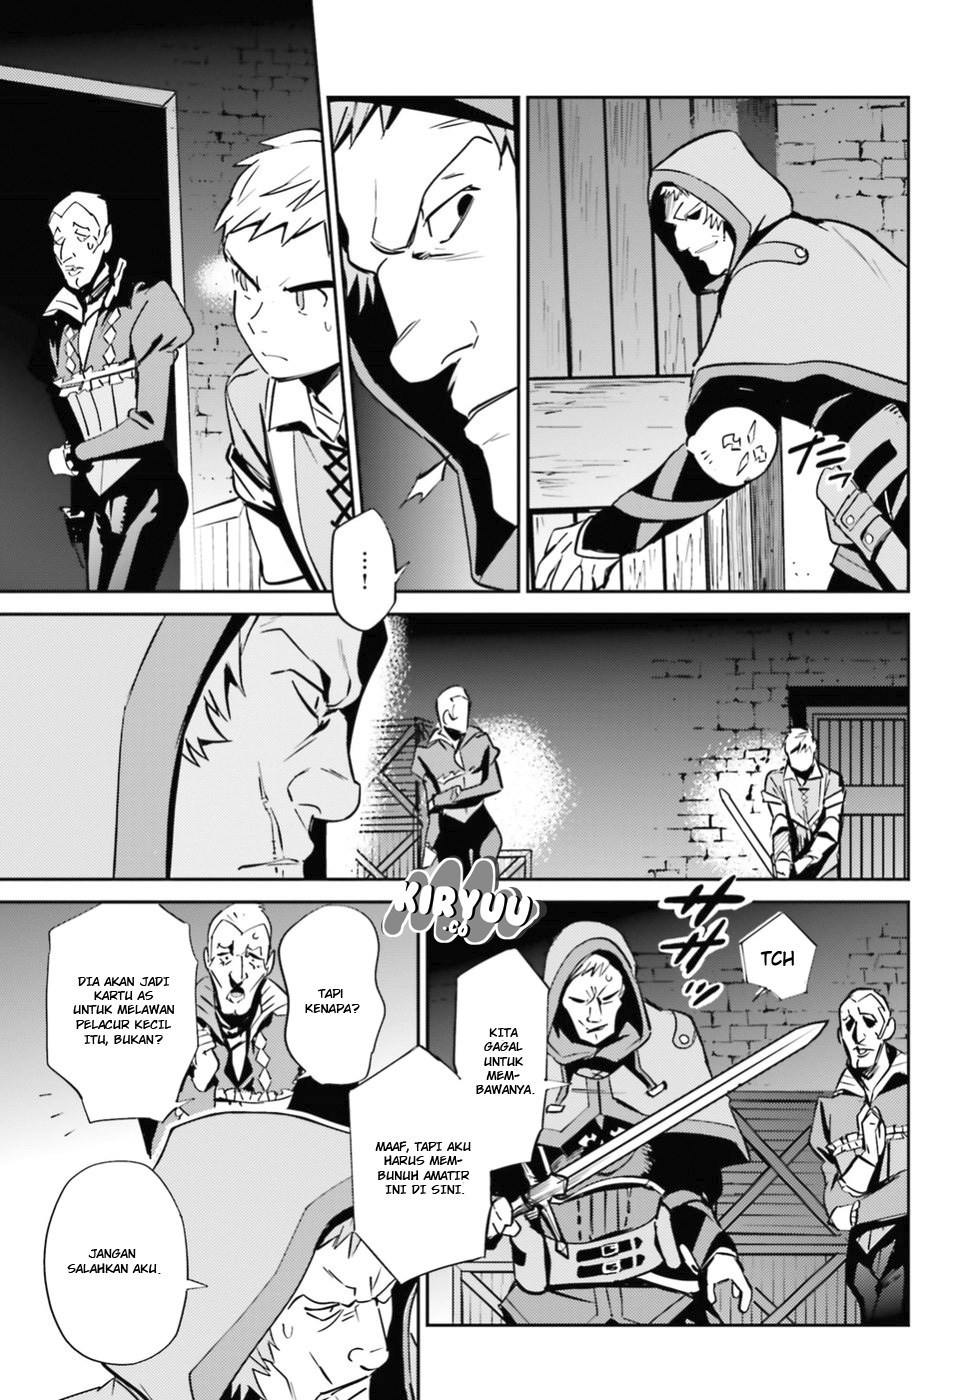 ....!
TCH
KITA
GAGAL
UNTUK
MEM-
BAWANYA.
MAAF, TAPI AKU
HARUS MEM-
BUNUH AMATIR
INI DI SINI.
TAPI
KENAPA?
DIA AKAN JADI
KARTU AS
UNTUK MELAWAN
PELACUR KECIL
ITU, BUKAN?
JANGAN
SALAHKAN AKU.
KIRYUU
.CO